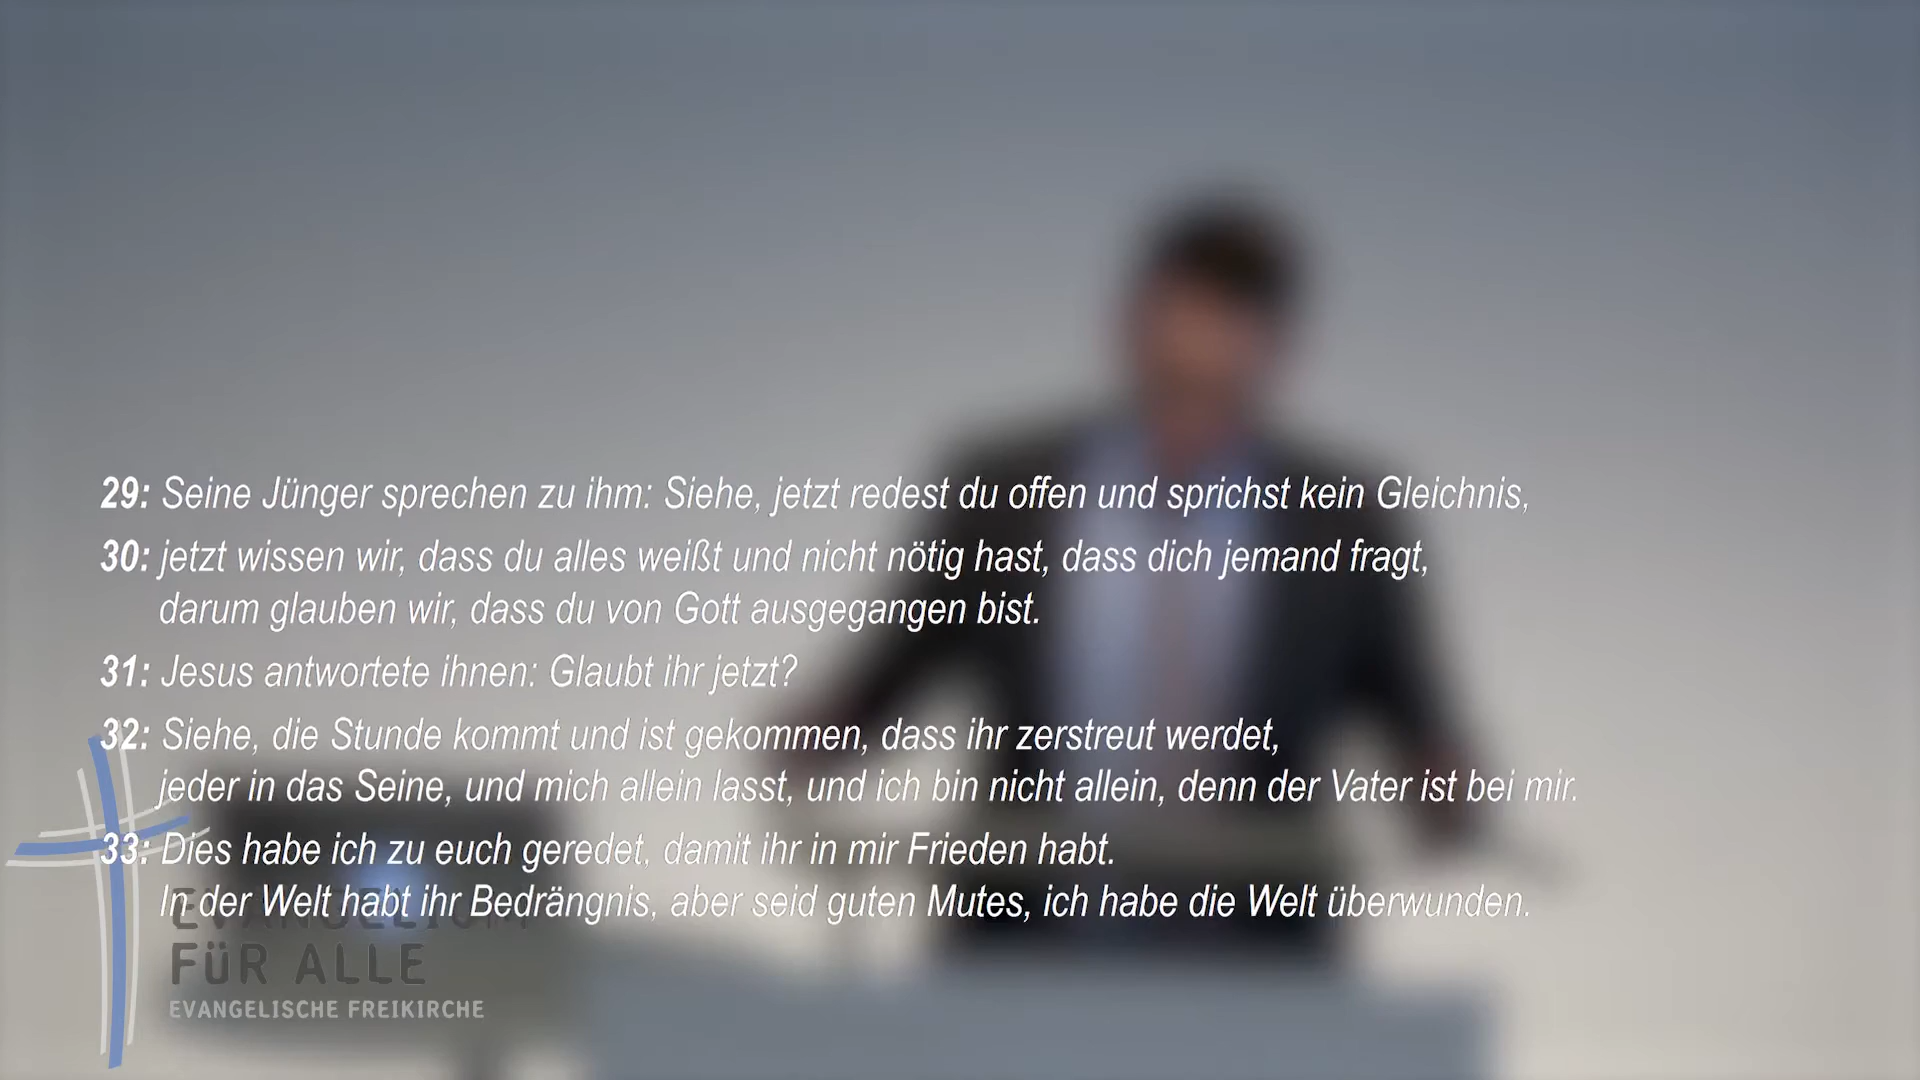 29: Seine Jünger sprechen zu ihm: Siehe, jetzt redest du offen und sprichst kein Gleichnis,
30: jetzt wissen wir, dass du alles weißt und nicht nötig hast, dass dich jemand fragt,
darum glauben wir, dass du von Gott ausgegangen bist.
31: Jesus antwortete ihnen: Glaubt ihr jetzt?
32: Siehe, die Stunde kommt und ist gekommen, dass ihr zerstreut werdet,
jeder in das Seine, und mich allein lasst, und ich bin nicht allein, denn der Vater ist bei mir.
33: Dies habe ich zu euch geredet, damit ihr in mir Frieden habt.
In der Welt habt ihr Bedrängnis, aber seid guten Mutes, ich habe die Welt überwunden.
EVANGELIUM
FÜR ALLE
EVANGELISCHE FREIKIRCHE